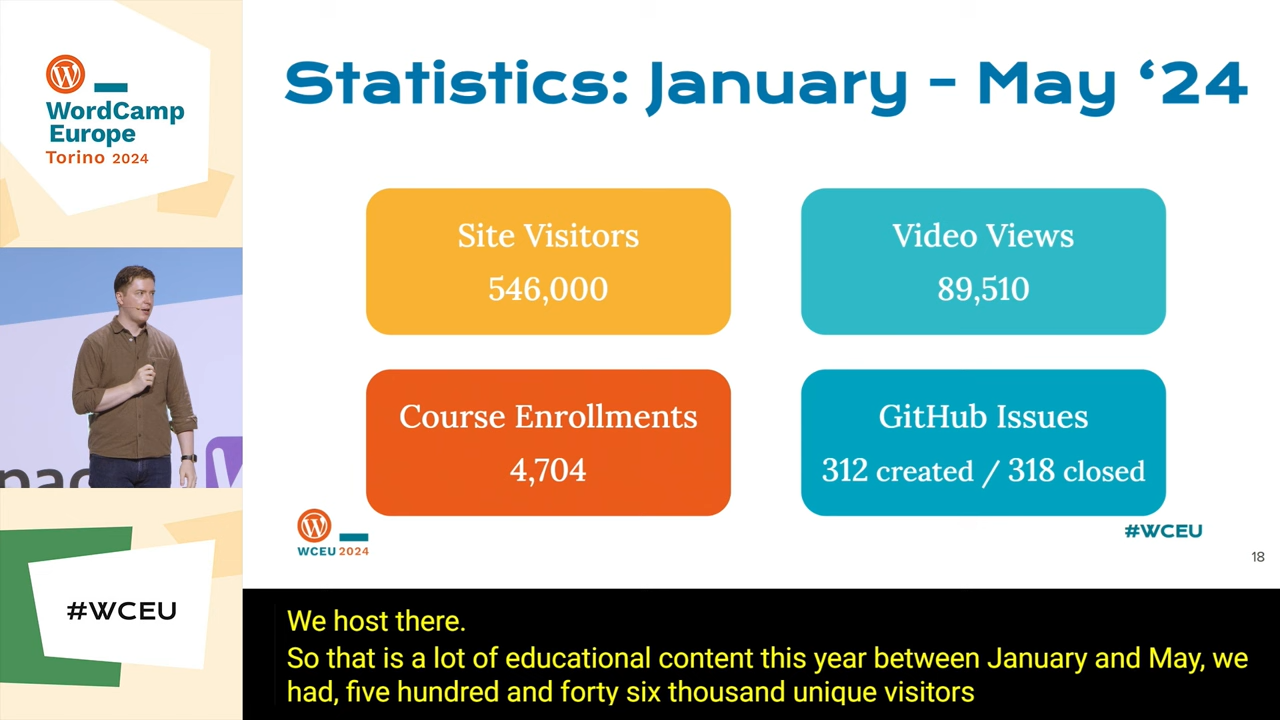 WordCamp
Europe
Torino 2024
#WCEU
Statistics: January - May ‘24
Site Visitors
546,000
Video Views
89,510
Course Enrollments
4,704
GitHub Issues
312 created / 318 closed
WCEU 2024
#WCEU
18
We host there.
So that is a lot of educational content this year between January and May, we
had, five hundred and forty six thousand unique visitors